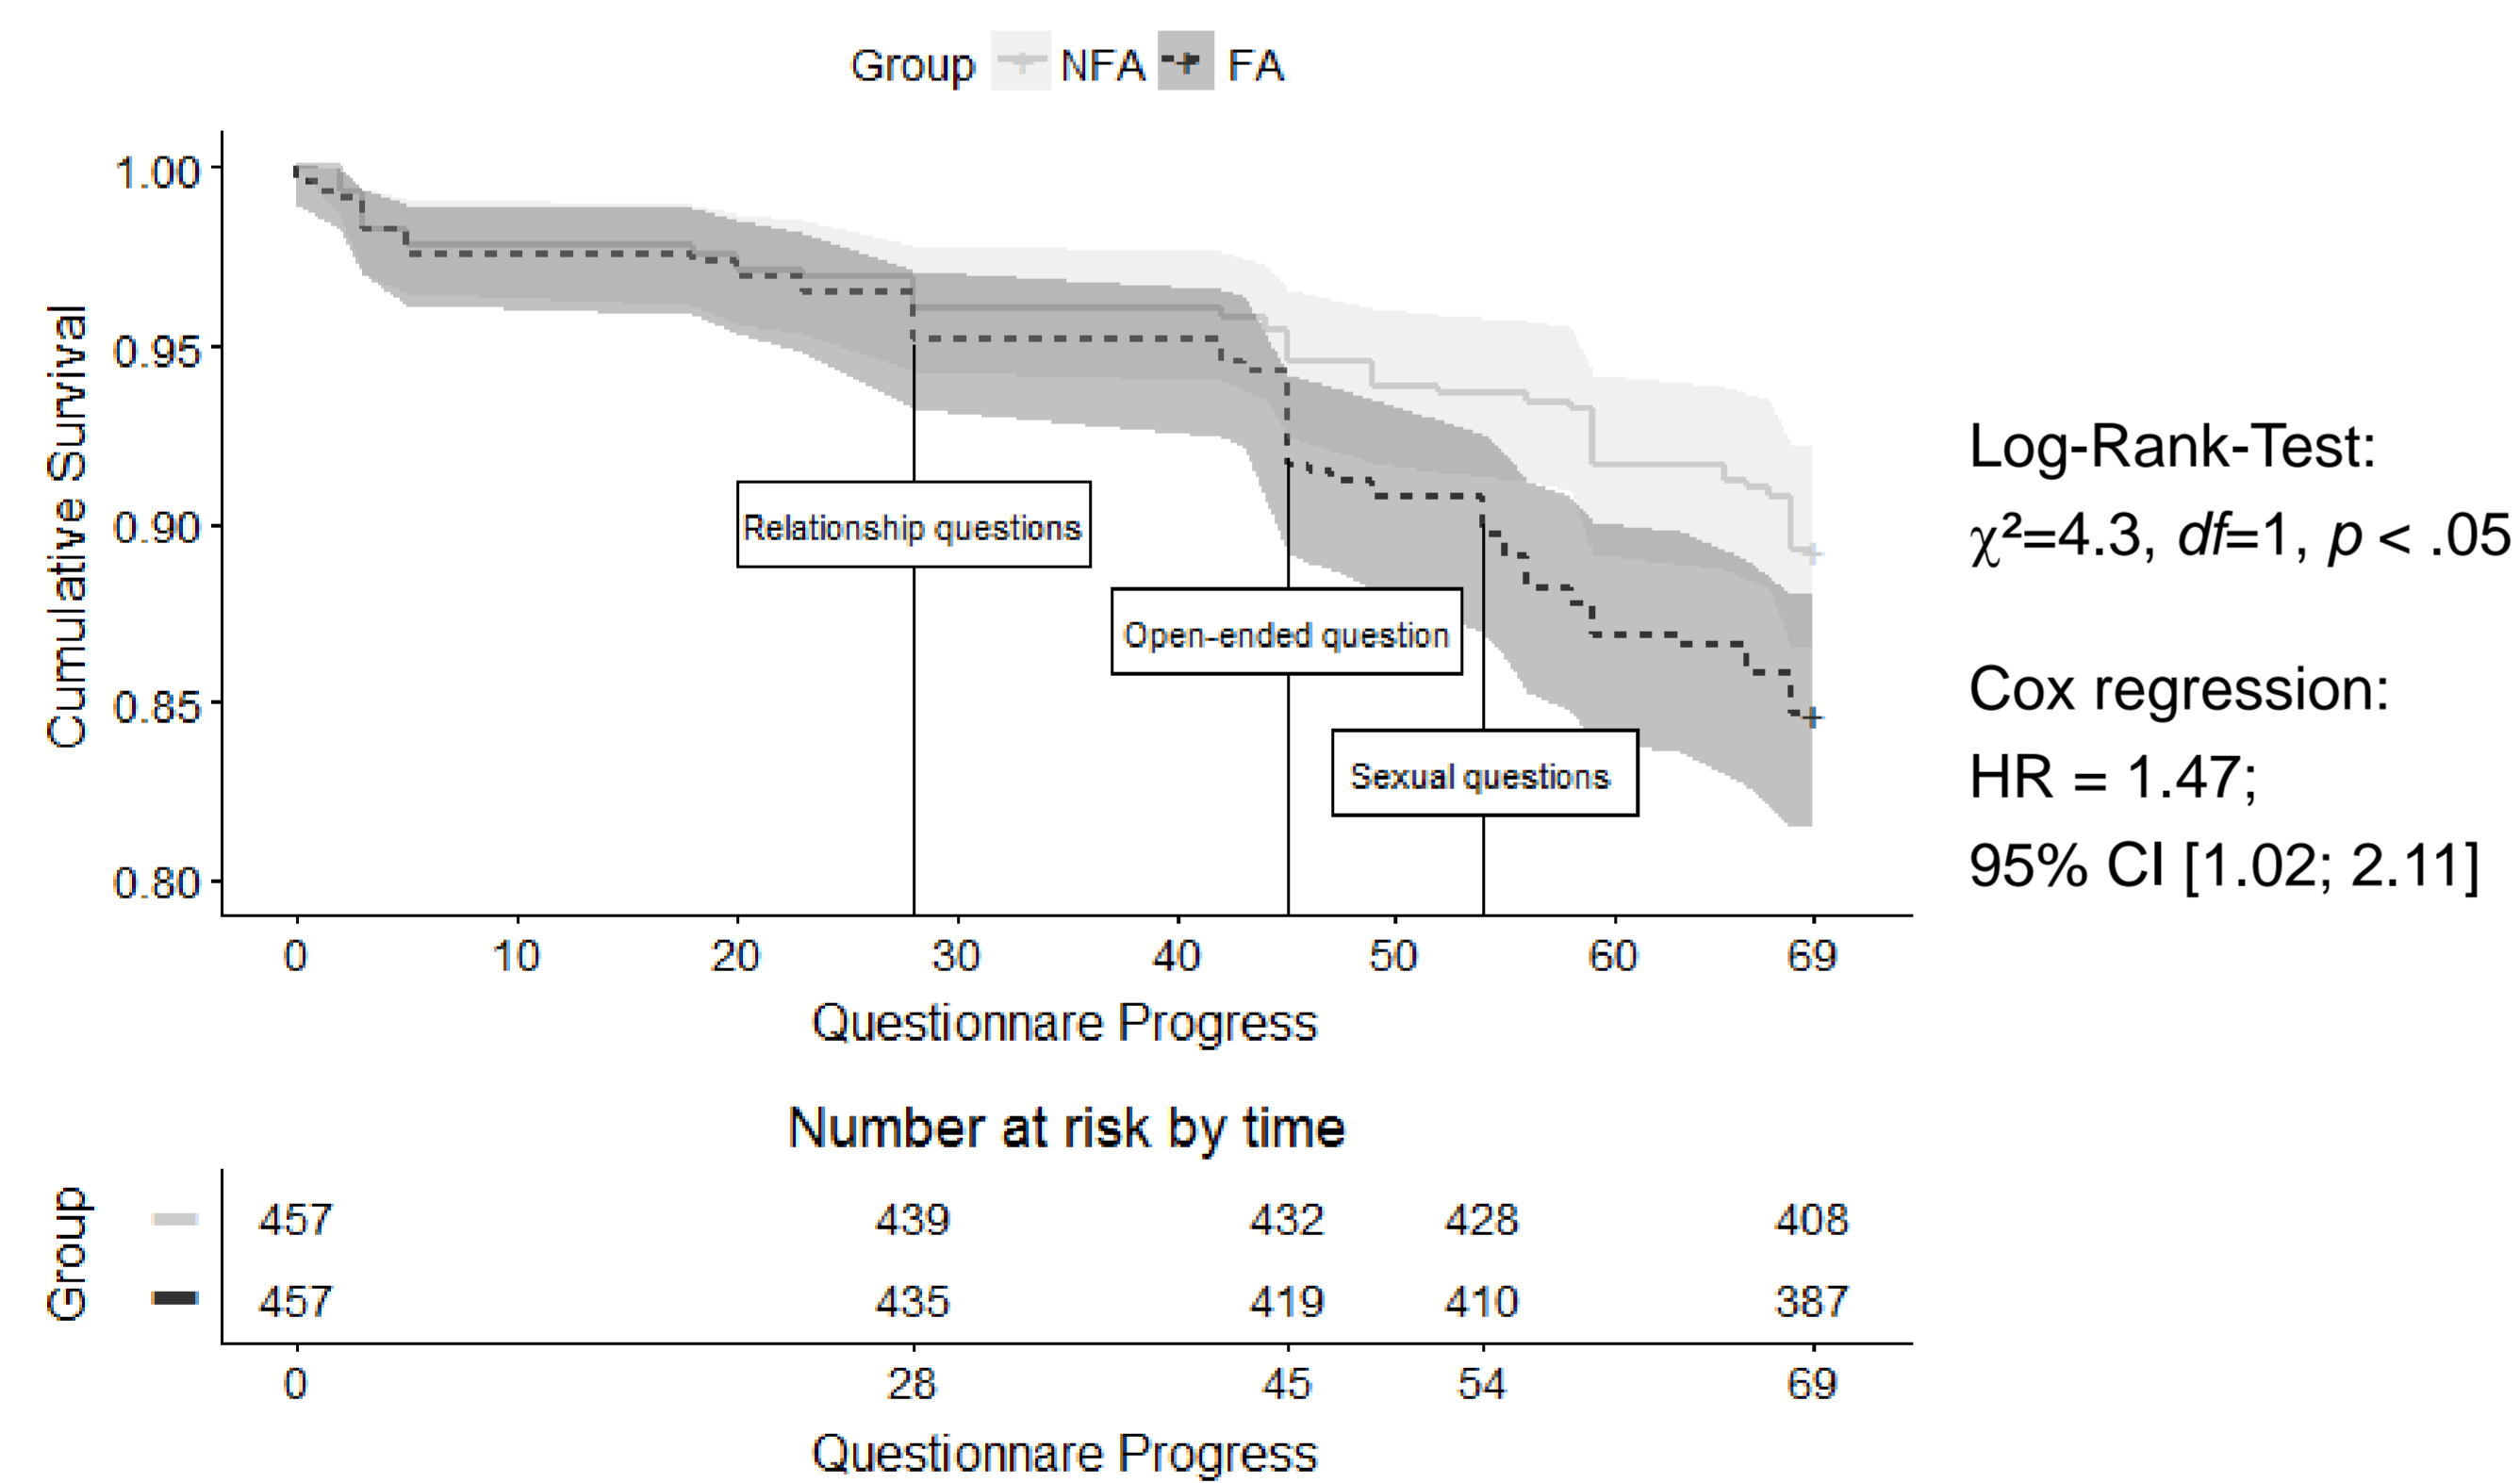 Group NFA FA
1.00
0.95
0.90
0.85
0.80
Cumulative Survival
Relationship questions
Open-ended question
Sexual questions
0 10 20 30 40 50 60 69
Questionnare Progress
Log-Rank-Test:
χ²=4.3, df=1, p < .05
Cox regression:
HR = 1.47;
95% CI [1.02; 2.11]
Number at risk by time
Group
457 439 432 428 408
457 435 419 410 387
0 28 45 54 69
Questionnare Progress